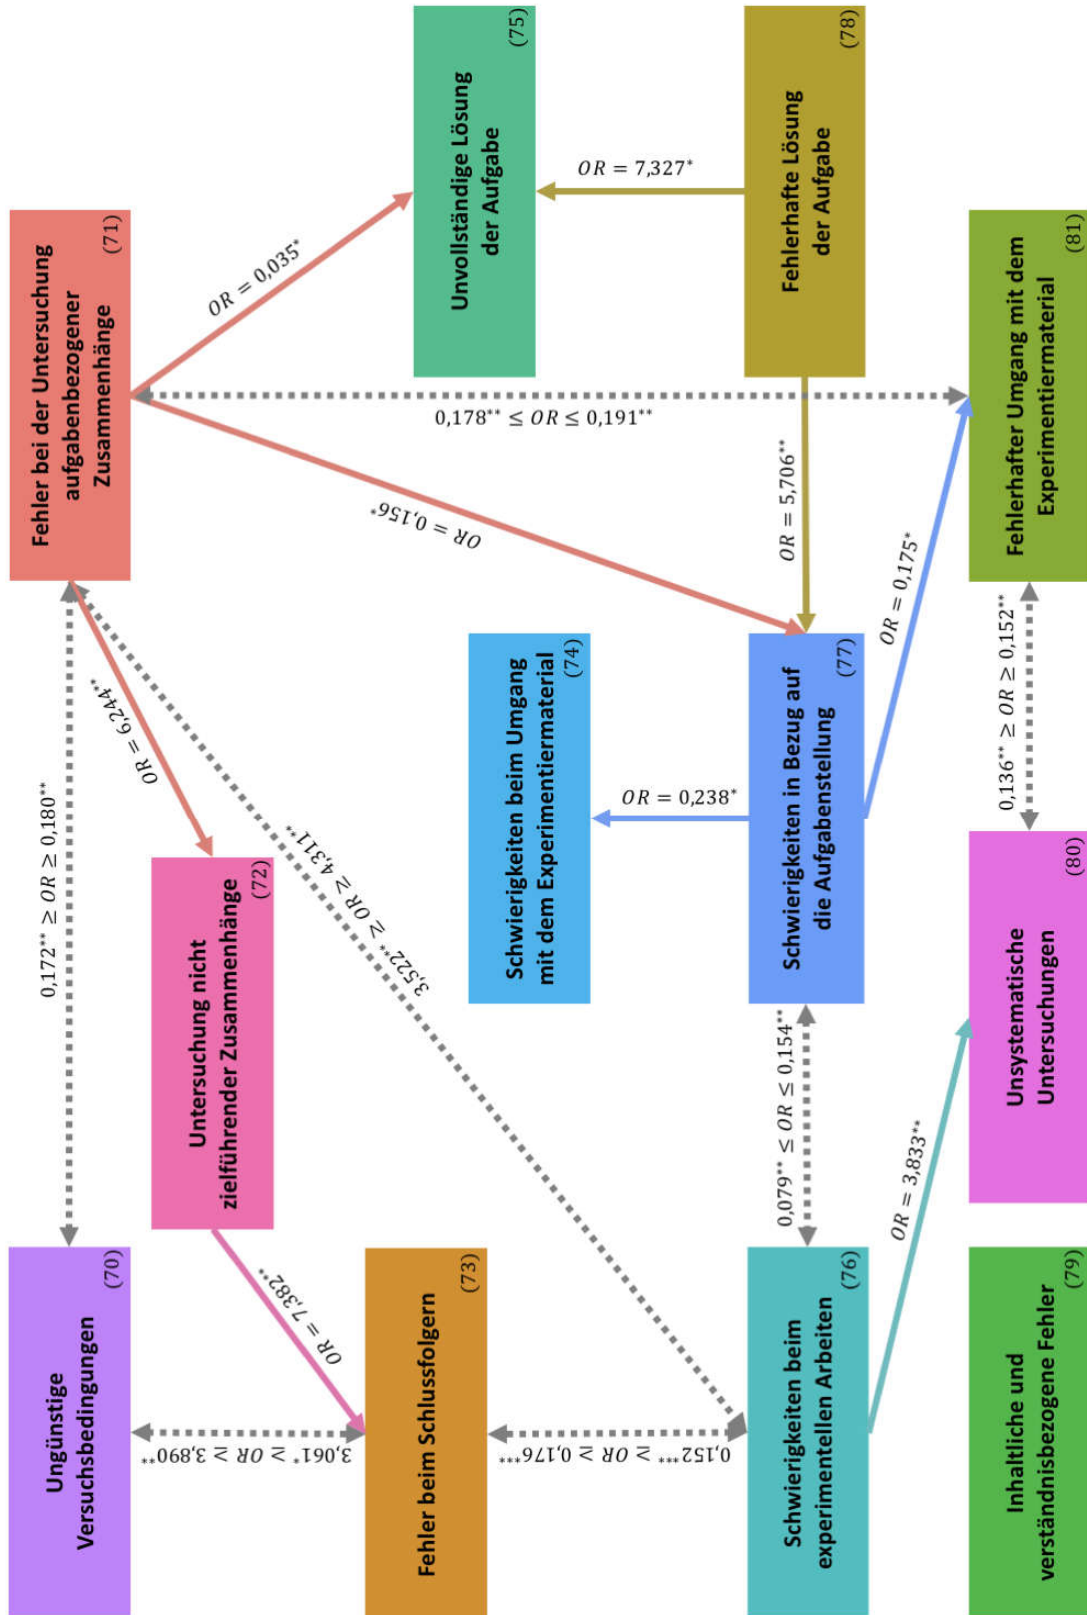 Ungünstige
Versuchsbedingungen
(70)
0,172** ≥ OR ≥ 0,180**
Fehler bei der Untersuchung
aufgabenbezogener
Zusammenhänge
(71)
OR = 6,244**
Untersuchung nicht
zielführender Zusammenhänge
(72)
OR = 7,382**
3,061* ≥ OR ≥ 3,890**
3,522** ≥ OR ≥ 4,311**
OR = 0,035*
OR = 0,156*
0,178** ≤ OR ≤ 0,191**
Fehler beim Schlussfolgern
(73)
Schwierigkeiten beim Umgang
mit dem Experimentiermaterial
(74)
Unvollständige Lösung
der Aufgabe
(75)
0,152*** ≥ OR ≥ 0,176***
OR = 0,238*
OR = 7,327*
Schwierigkeiten beim
experimentellen Arbeiten
(76)
0,079** ≤ OR ≤ 0,154**
Schwierigkeiten in Bezug auf
die Aufgabenstellung
(77)
OR = 5,706**
Fehlerhafte Lösung
der Aufgabe
(78)
OR = 3,833**
OR = 0,175*
Inhaltliche und
verständnisbezogene Fehler
(79)
Unsystematische
Untersuchungen
(80)
0,136** ≥ OR ≥ 0,152**
Fehlerhafter Umgang mit dem
Experimentiermaterial
(81)